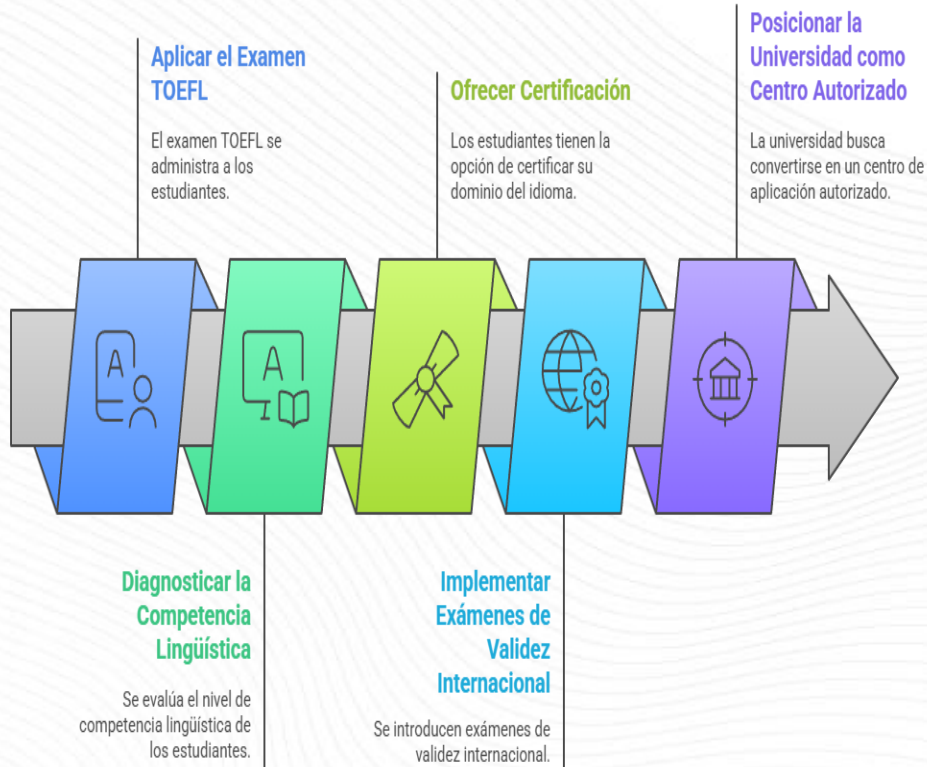 Aplicar el Examen
TOEFL
El examen TOEFL se
administra a los
estudiantes.
Diagnosticar la
Competencia
Lingüística
Se evalúa el nivel de
competencia lingüística de
los estudiantes.
Ofrecer Certificación
Los estudiantes tienen la
opción de certificar su
dominio del idioma.
Implementar
Exámenes de
Validez
Internacional
Se introducen exámenes de
validez internacional.
Posicionar la
Universidad como
Centro Autorizado
La universidad busca
convertirse en un centro de
aplicación autorizado.
A
A